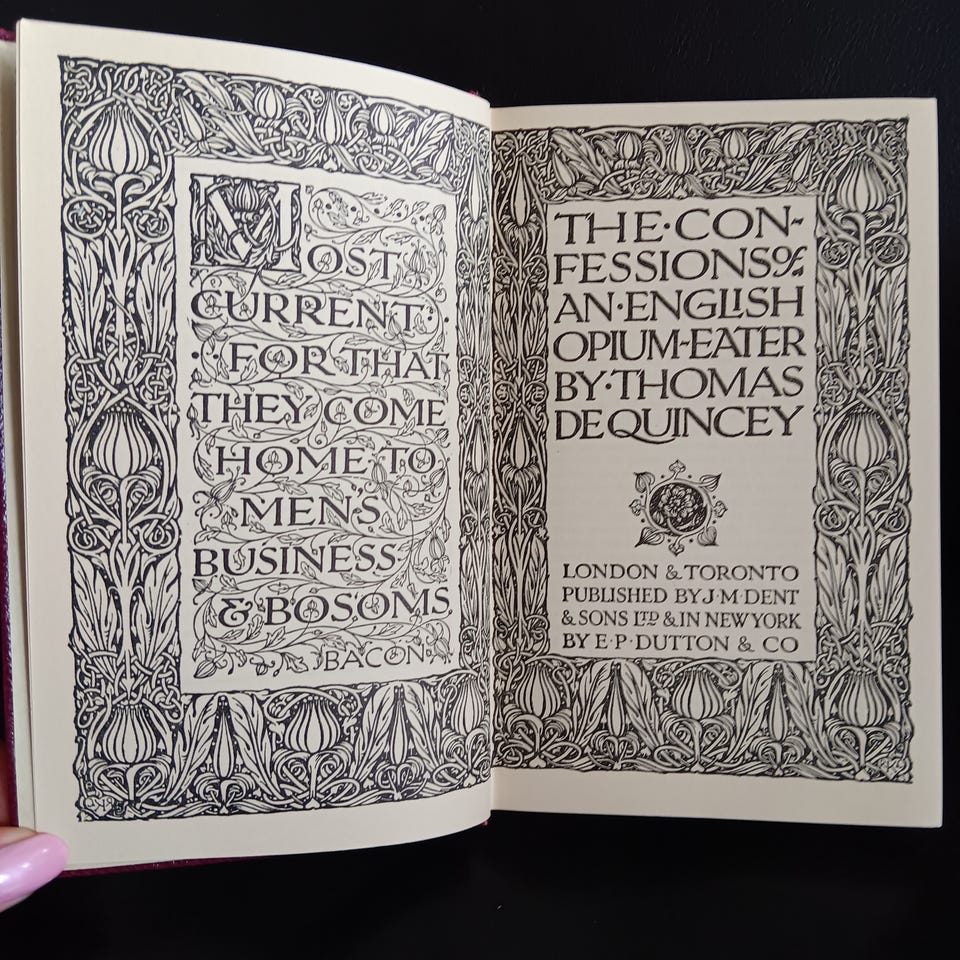 MOST
CURRENT
FOR THAT
THEY COME
HOME TO
MEN'S
BUSINESS
& BOSOMS
BACON
THE·CON-
FESSIONS of
AN·ENGLISH
OPIUM-EATER
BY·THOMAS
DE QUINCEY
LONDON & TORONTO
PUBLISHED BY J·M·DENT
& SONS LTD & IN NEW YORK
BY E·P·DUTTON & CO